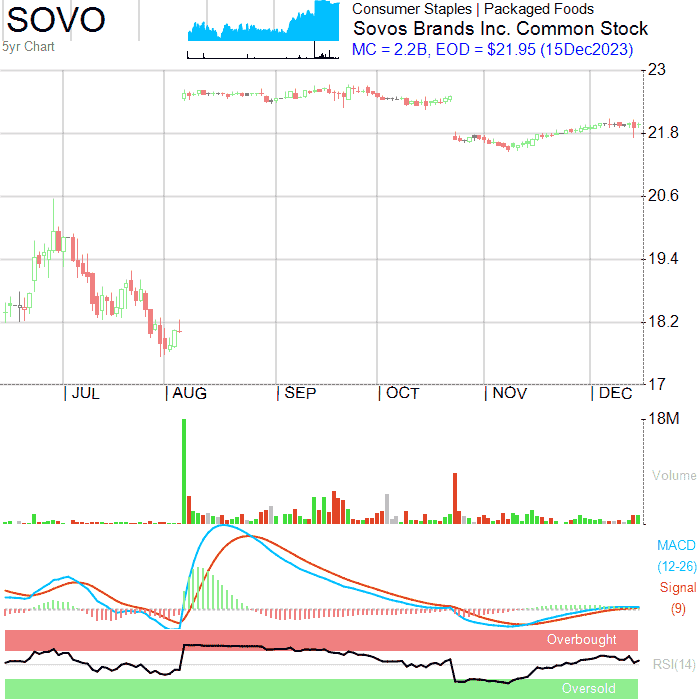 SOVO
5yr Chart
Consumer Staples | Packaged Foods
Sovos Brands Inc. Common Stock
MC = 2.2B, EOD = $21.95 (15Dec2023)
23
21.8
20.6
19.4
18.2
17
| JUL | AUG | SEP | OCT | NOV | DEC
18M
Volume
MACD
(12-26)
Signal
(9)
Overbought
RSI(14)
Oversold